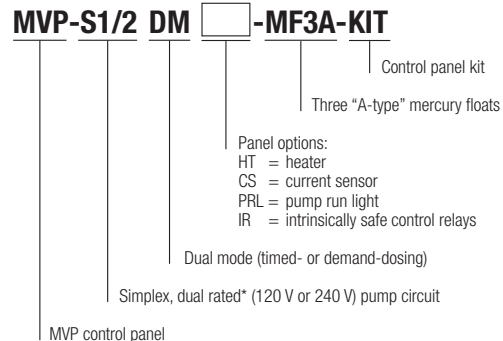 MVP-S1/2 DM -MF3A-KIT
Control panel kit
Three “A-type” mercury floats
Panel options:
HT = heater
CS = current sensor
PRL = pump run light
IR = intrinsically safe control relays
Dual mode (timed- or demand-dosing)
Simplex, dual rated* (120 V or 240 V) pump circuit
MVP control panel